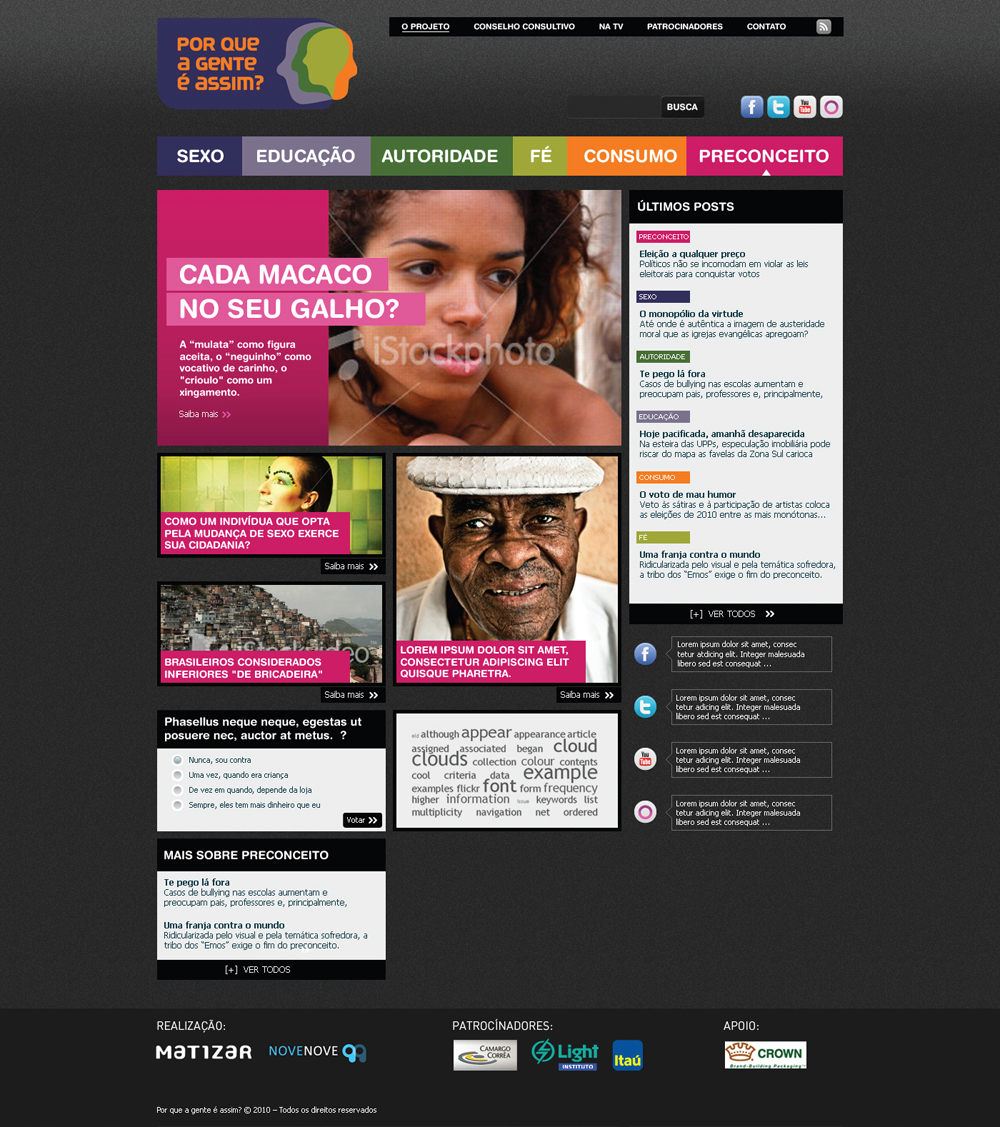 POR QUE
A GENTE
É ASSIM?
O PROJETO
CONSELHO CONSULTIVO
NA TV
PATROCINADORES
CONTATO
BUSCA
SEXO
EDUCAÇÃO
AUTORIDADE
FÉ
CONSUMO
PRECONCEITO
CADA MACACO
NO SEU GALHO?
A “mulata” como figura
aceita, o “neguinho” como
vocativo de carinho, o
"crioulo" como um
xingamento.
Saiba mais
iStockphoto
COMO UM INDIVÍDUA QUE OPTA
PELA MUDANÇA DE SEXO EXERCE
SUA CIDADANIA?
Saiba mais
BRASILEIROS CONSIDERADOS
INFERIORES "DE BRICADEIRA"
Saiba mais
LOREM IPSUM DOLOR SIT AMET,
CONSECTETUR ADIPISCING ELIT
QUISQUE PHARETRA.
Saiba mais
ÚLTIMOS POSTS
PRECONCEITO
Eleição a qualquer preço
Políticos não se incomodam em violar as leis
eleitorais para conquistar votos
SEXO
O monopólio da virtude
Até onde é autêntica a imagem de austeridade
moral que as igrejas evangélicas apregoam?
AUTORIDADE
Te pego lá fora
Casos de bullying nas escolas aumentam e
preocupam pais, professores e, principalmente,
EDUCAÇÃO
Hoje pacificada, amanhã desaparecida
Na esteira das UPPs, especulação imobiliária pode
riscar do mapa as favelas da Zona Sul carioca
CONSUMO
O voto de mau humor
Veto ás sátiras e á participação de artistas coloca
as eleições de 2010 entre as mais monótonas...
FÉ
Uma franja contra o mundo
Ridicularizada pelo visual e pela temática sofredora,
a tribo dos “Emos” exige o fim do preconceito.
[+] VER TODOS
Lorem ipsum dolor sit amet, consec
tetur atdicing elit. Integer malesuada
libero sed est consequat ...
Lorem ipsum dolor sit amet, consec
tetur adicing elit. Integer malesuada
libero sed est consequat ...
You
Tube
Lorem ipsum dolor sit amet, consec
tetur adicing elit. Integer malesuada
libero sed est consequat ...
Lorem ipsum dolor sit amet, consec
tetur adicing elit. Integer malesuada
libero sed est consequat ...
Phasellus neque neque, egestas ut
posuere nec, auctor at metus. ?
Nunca, sou contra
Uma vez, quando era criança
De vez em quando, depende da loja
Sempre, eles tem mais dinheiro que eu
Votar
although appear appearance article
assigned associated began cloud
clouds collection colour contents
cool criteria data example
examples flickr font form frequency
higher information blue keywords list
multiplicity navigation net ordered
MAIS SOBRE PRECONCEITO
Te pego lá fora
Casos de bullying nas escolas aumentam e
preocupam pais, professores e, principalmente,
Uma franja contra o mundo
Ridicularizada pelo visual e pela temática sofredora, a
tribo dos “Emos” exige o fim do preconceito.
[+] VER TODOS
REALIZAÇÃO:
MATIZAR
NOVENOVE
PATROCÍNADORES:
CAMARGO
CORRÊA
Light
INSTITUTO
Itaú
APOIO:
CROWN
Brand-Building Packaging
Por que a gente é assim? © 2010 – Todos os direitos reservados